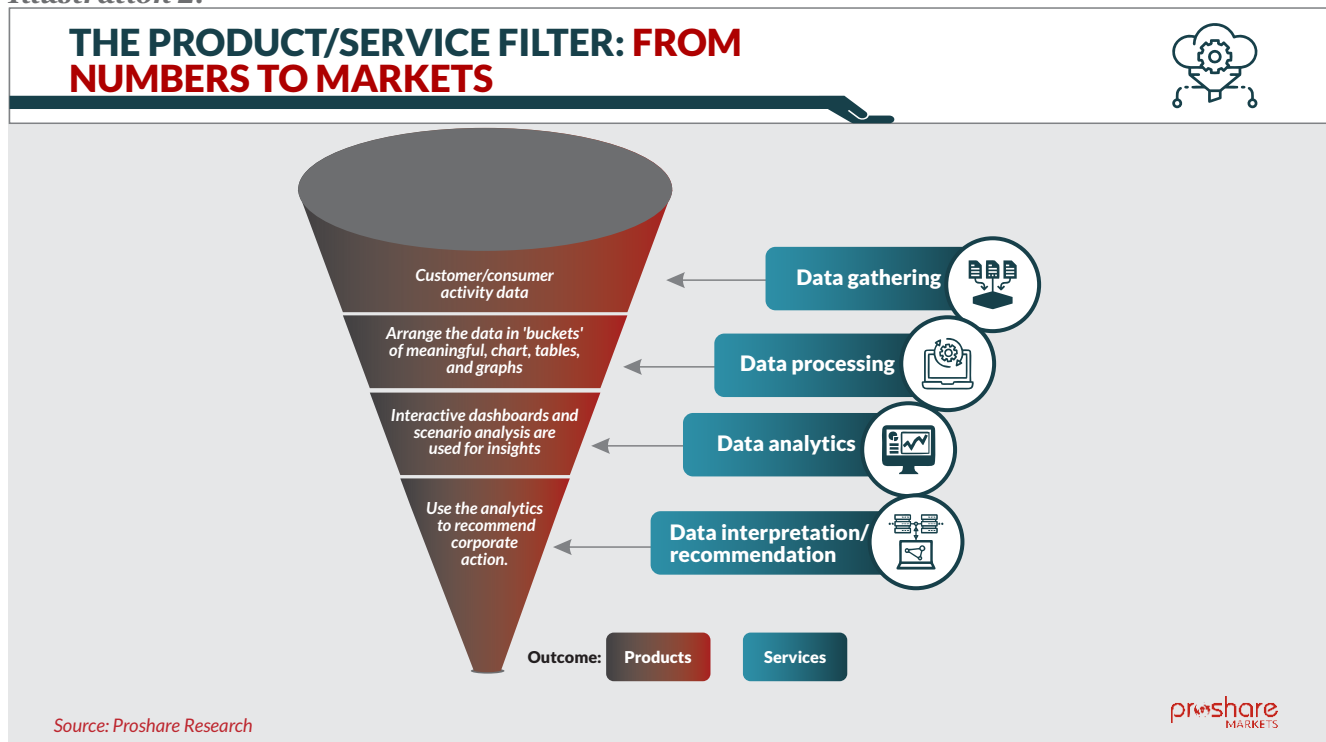 Illustration 2:
THE PRODUCT/SERVICE FILTER: FROM
NUMBERS TO MARKETS
Customer/consumer
activity data
Data gathering
Arrange the data in 'buckets'
of meaningful, chart, tables,
and graphs
Data processing
Interactive dashboards and
scenario analysis are
used for insights
Data analytics
Use the analytics
to recommend
corporate
action.
Data interpretation/
recommendation
Outcome: Products Services
Source: Proshare Research
proshare
MARKETS